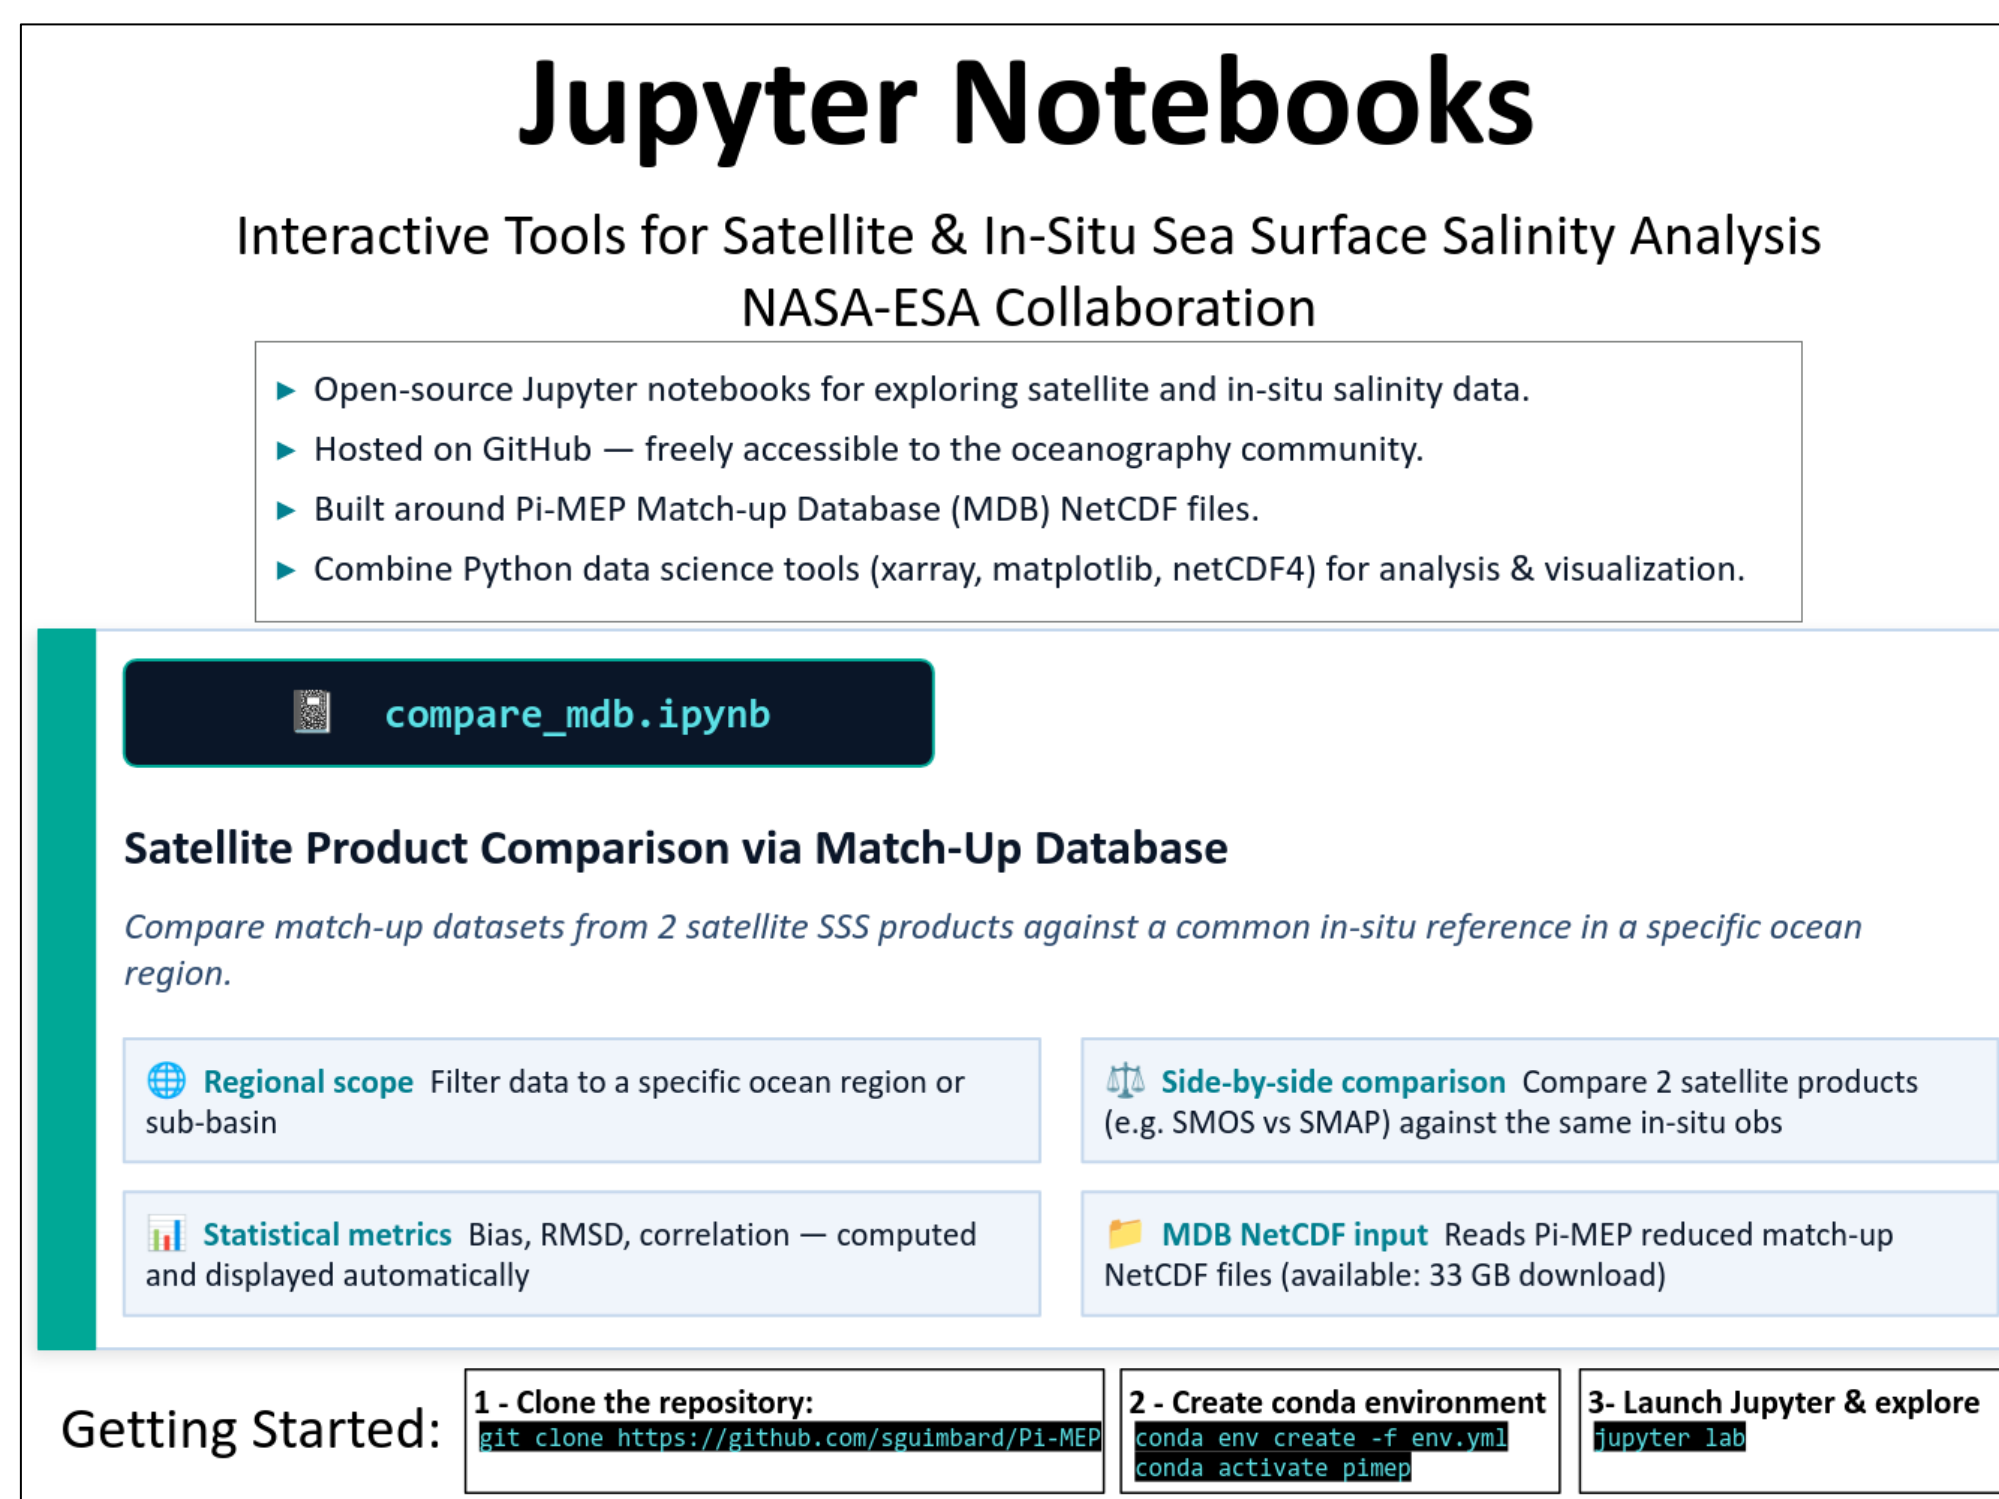 Jupyter Notebooks
Interactive Tools for Satellite & In-Situ Sea Surface Salinity Analysis
NASA-ESA Collaboration
► Open-source Jupyter notebooks for exploring satellite and in-situ salinity data.
► Hosted on GitHub — freely accessible to the oceanography community.
► Built around Pi-MEP Match-up Database (MDB) NetCDF files.
► Combine Python data science tools (xarray, matplotlib, netCDF4) for analysis & visualization.
compare_mdb.ipynb
Satellite Product Comparison via Match-Up Database
Compare match-up datasets from 2 satellite SSS products against a common in-situ reference in a specific ocean
region.
Regional scope Filter data to a specific ocean region or
sub-basin
Side-by-side comparison Compare 2 satellite products
(e.g. SMOS vs SMAP) against the same in-situ obs
Statistical metrics Bias, RMSD, correlation — computed
and displayed automatically
MDB NetCDF input Reads Pi-MEP reduced match-up
NetCDF files (available: 33 GB download)
Getting Started:
1 - Clone the repository:
git clone https://github.com/sguimbard/Pi-MEP
2 - Create conda environment
conda env create -f env.yml
conda activate pimep
3- Launch Jupyter & explore
jupyter lab